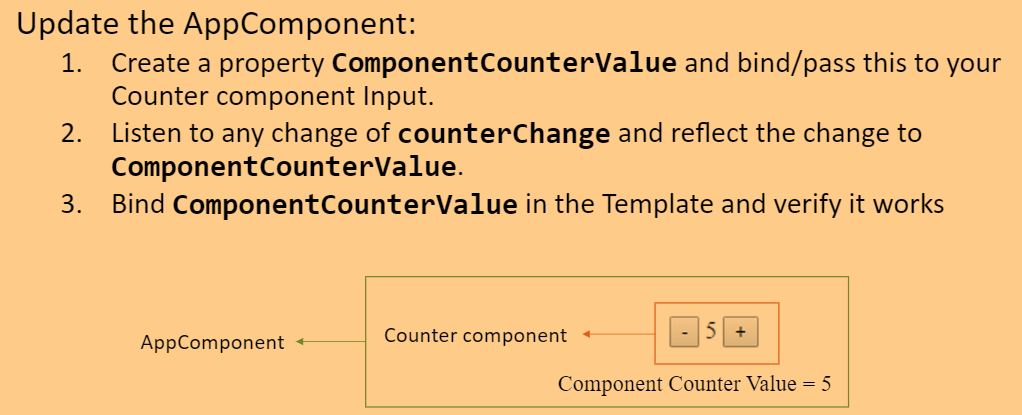 Update the AppComponent:
1. Create a property ComponentCounterValue and bind/pass this to your
Counter component Input.
2. Listen to any change of counterChange and reflect the change to
ComponentCounterValue.
3. Bind ComponentCounterValue in the Template and verify it works
AppComponent
Counter component
- 5 +
Component Counter Value = 5